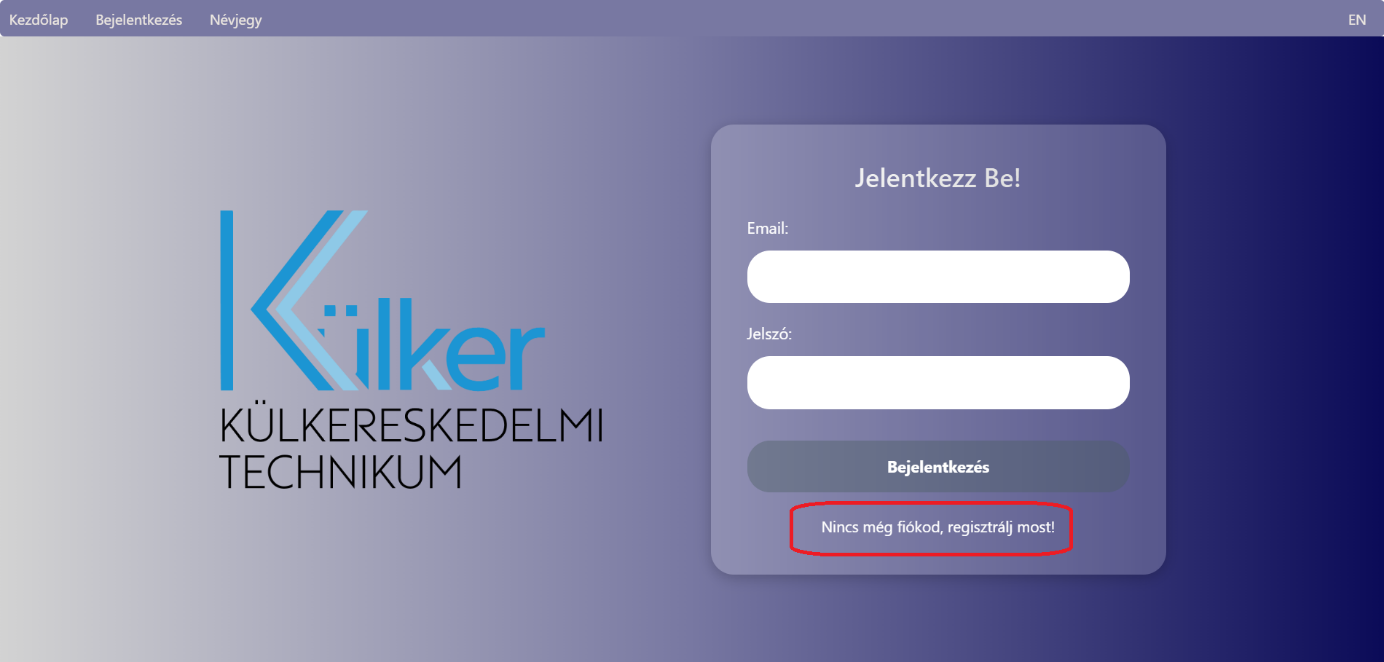 Kezdőlap Bejelentkezés Névjegy EN
Külker
KÜLKERESKEDELMI
TECHNIKUM
Jelentkezz Be!
Email:
Jelszó:
Bejelentkezés
Nincs még fiókod, regisztrálj most!